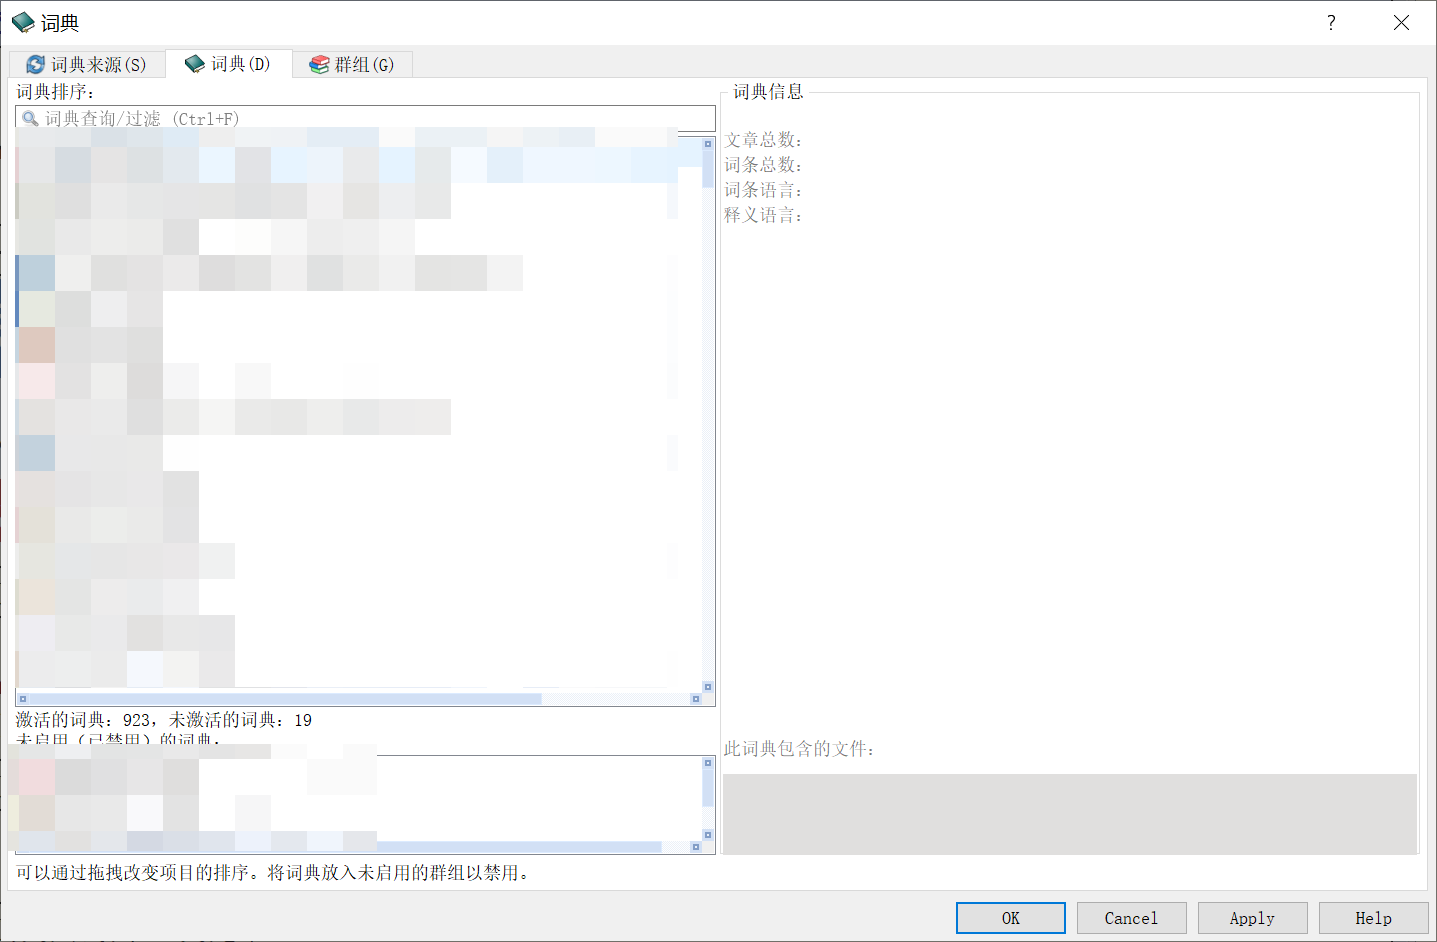 词典
词典来源(S) 词典(D) 群组(G)
词典排序：
词典查询/过滤 (Ctrl+F)
激活的词典：923，未激活的词典：19
未启用（已禁用）的词典：
可以通过拖拽改变项目的排序。将词典放入未启用的群组以禁用。
词典信息
文章总数：
词条总数：
词条语言：
释义语言：
此词典包含的文件：
OK Cancel Apply Help